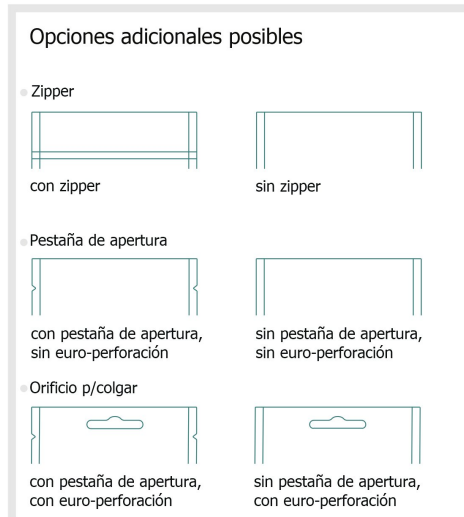 Opciones adicionales posibles
Zipper
con zipper
sin zipper
Pestaña de apertura
con pestaña de apertura,
sin euro-perforación
sin pestaña de apertura,
sin euro-perforación
Orificio p/colgar
con pestaña de apertura,
con euro-perforación
sin pestaña de apertura,
con euro-perforación